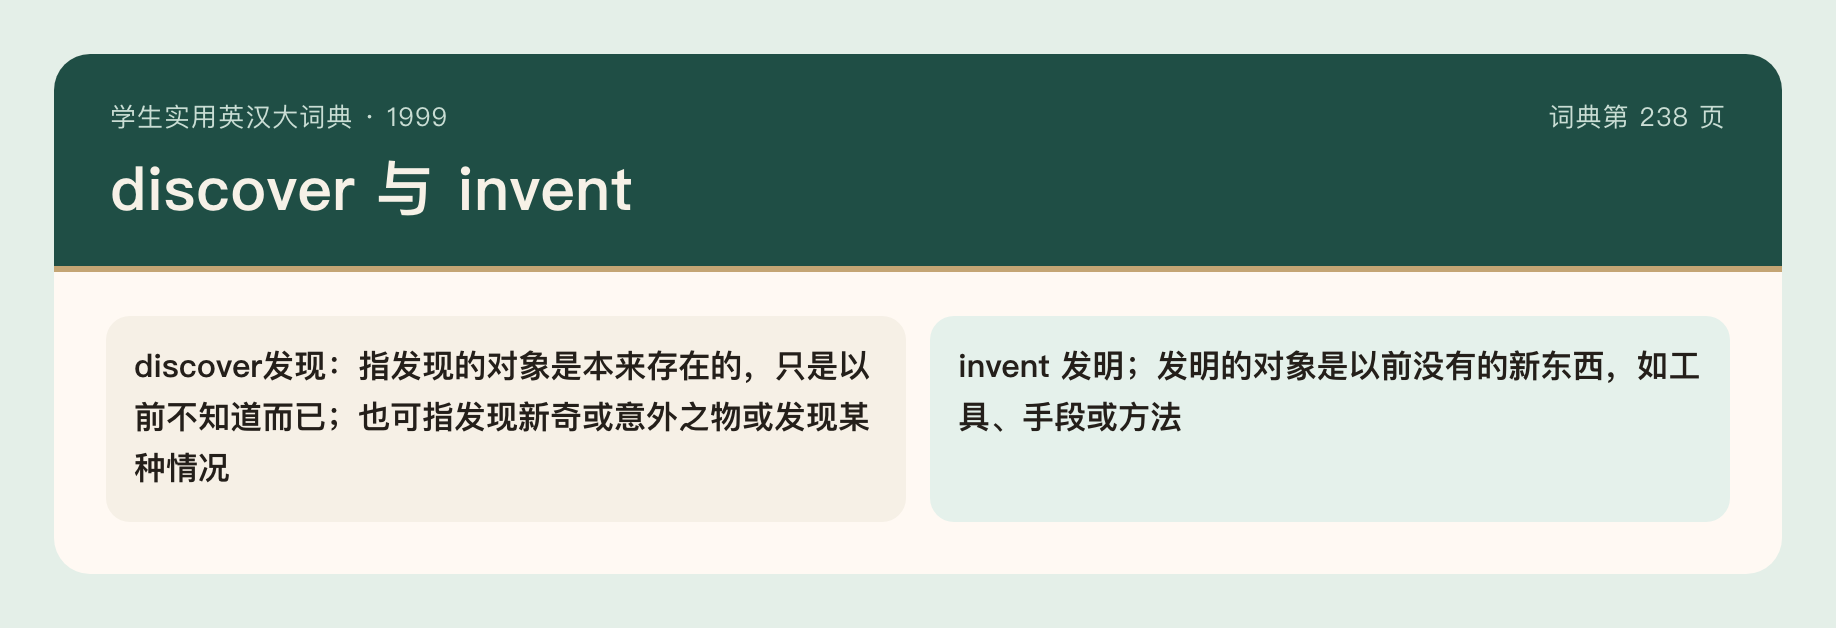 学生实用英汉大词典 · 1999
词典第 238 页
discover 与 invent
discover发现：指发现的对象是本来存在的，只是以
前不知道而已；也可指发现新奇或意外之物或发现某
种情况
invent 发明；发明的对象是以前没有的新东西，如工
具、手段或方法